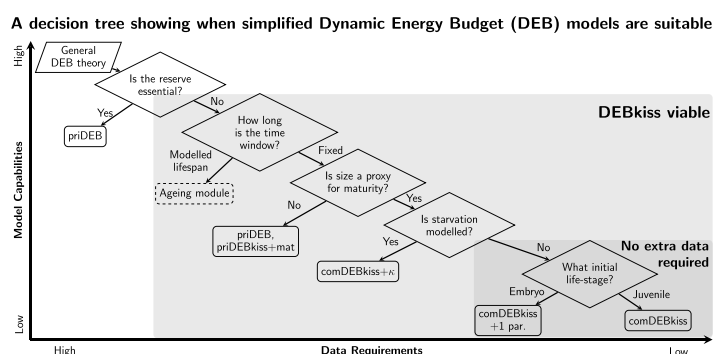 A decision tree showing when simplified Dynamic Energy Budget (DEB) models are suitable
High
General
DEB theory
Is the reserve
essential?
Yes
No
DEBkiss viable
priDEB
How long
is the time
window?
Modelled
lifespan
Fixed
Ageing module
Is size a proxy
for maturity?
No
Yes
priDEB,
priDEBkiss+mat
Is starvation
modelled?
Yes
No
No extra data
required
comDEBkiss+κ
What initial
life-stage?
Embryo
Juvenile
comDEBkiss
+1 par.
comDEBkiss
Model Capabilities
Low
High
Data Requirements
Low